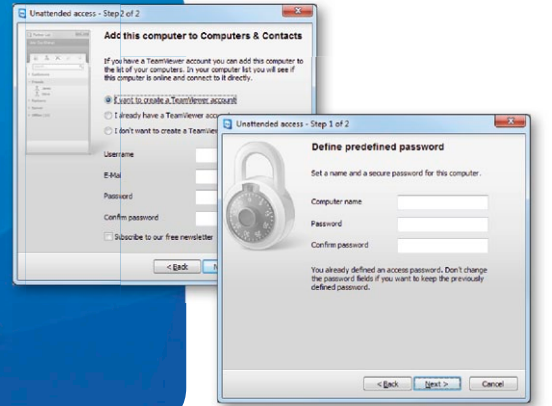 Unattended access - Step 2 of 2
Add this computer to Computers & Contacts
If you have a TeamViewer account you can add this computer to
the list of your computers. In your computer list you will see if
this computer is online and connect to it directly.
I want to create a TeamViewer account
I already have a TeamViewer
I don't want to create a
Username
E-Mail
Password
Confirm password
Subscribe to our free newsletter
< Back
Unattended access - Step 1 of 2
Define predefined password
Set a name and a secure password for this computer.
Computer name
Password
Confirm password
You already defined an access password. Don't change
the password fields if you want to keep the previously
defined password.
< Back
Next >
Cancel